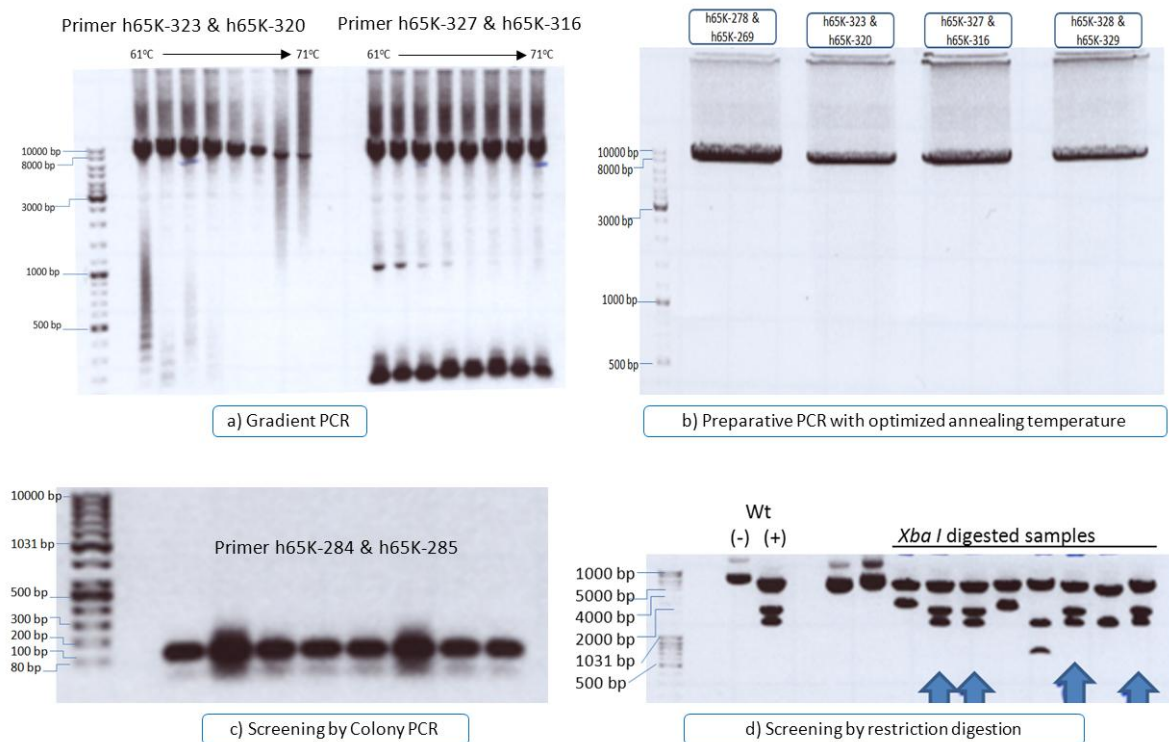 Primer h65K-323 & h65K-320
Primer h65K-327 & h65K-316
61°C
71°C
61°C
71°C
10000 bp
8000 bp
3000 bp
1000 bp
500 bp
a) Gradient PCR
h65K-278 &
h65K-269
h65K-323 &
h65K-320
h65K-327 &
h65K-316
h65K-328 &
h65K-329
10000 bp
8000 bp
3000 bp
1000 bp
500 bp
b) Preparative PCR with optimized annealing temperature
10000 bp
1031 bp
500 bp
300 bp
200 bp
100 bp
80 bp
Primer h65K-284 & h65K-285
c) Screening by Colony PCR
Wt
(-) (+)
Xba I digested samples
1000 bp
5000 bp
4000 bp
2000 bp
1031 bp
500 bp
d) Screening by restriction digestion